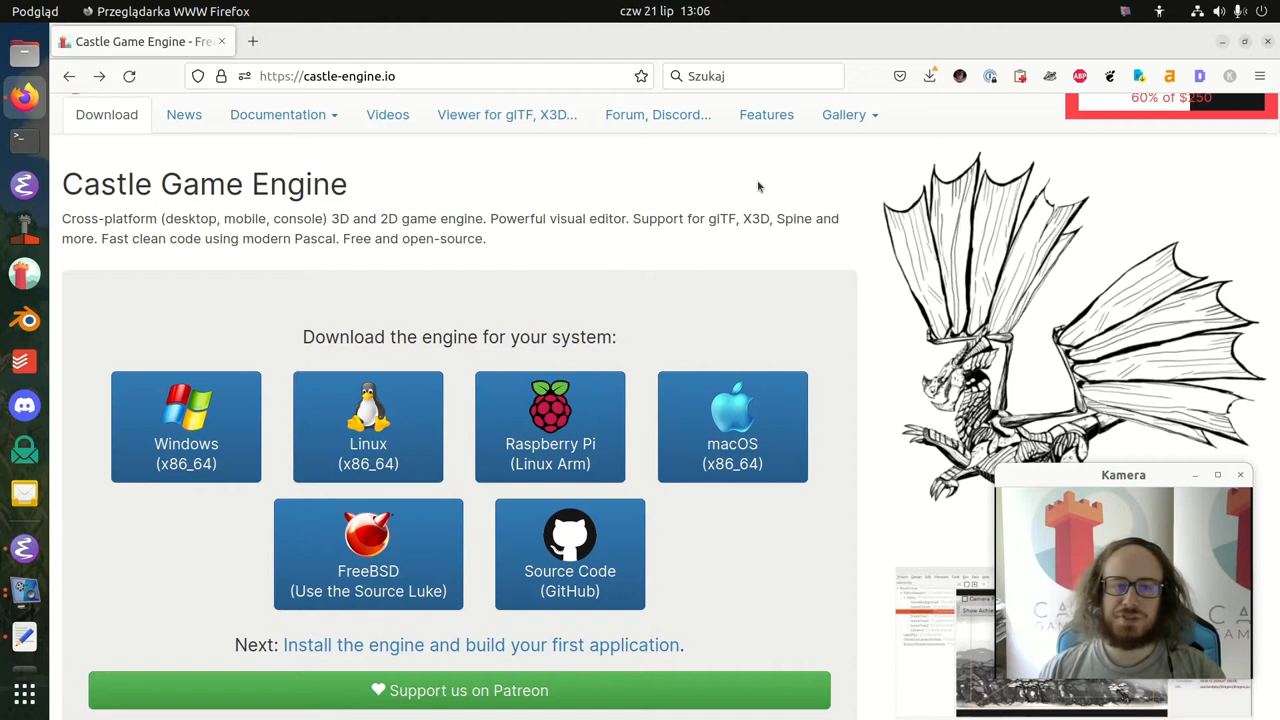 Podgląd Przeglądarka WWW Firefox czw 21 lip 13:06
Castle Game Engine - Fre
https://castle-engine.io Szukaj
60% of $250
Download News Documentation Videos Viewer for glTF, X3D... Forum, Discord... Features Gallery
Castle Game Engine
Cross-platform (desktop, mobile, console) 3D and 2D game engine. Powerful visual editor. Support for glTF, X3D, Spine and
more. Fast clean code using modern Pascal. Free and open-source.
Download the engine for your system:
Windows
(x86_64)
Linux
(x86_64)
Raspberry Pi
(Linux Arm)
macOS
(x86_64)
FreeBSD
(Use the Source Luke)
Source Code
(GitHub)
Next: Install the engine and build your first application.
Support us on Patreon
Kamera